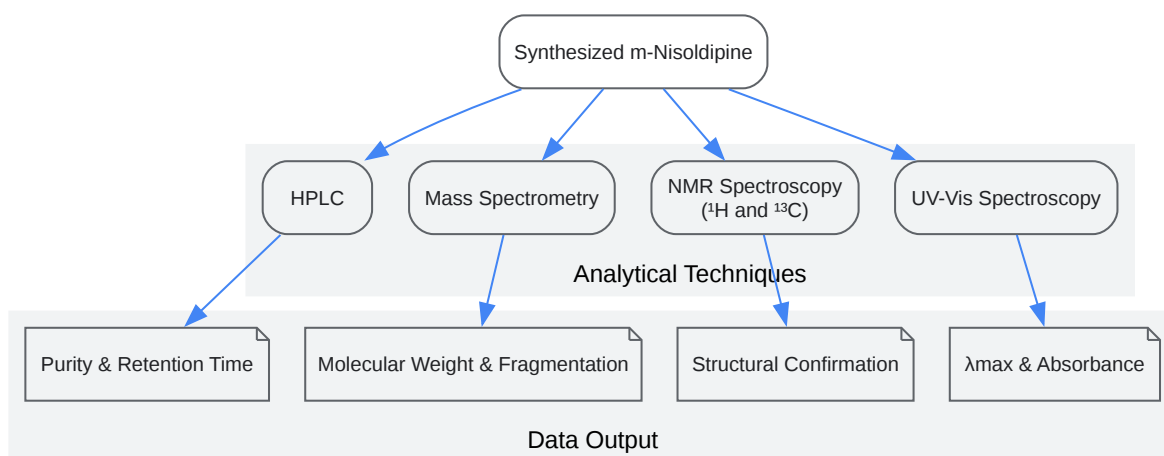 Synthesized m-Nisoldipine
HPLC
Mass Spectrometry
NMR Spectroscopy
(¹H and ¹³C)
UV-Vis Spectroscopy
Analytical Techniques
Purity & Retention Time
Molecular Weight & Fragmentation
Structural Confirmation
λmax & Absorbance
Data Output